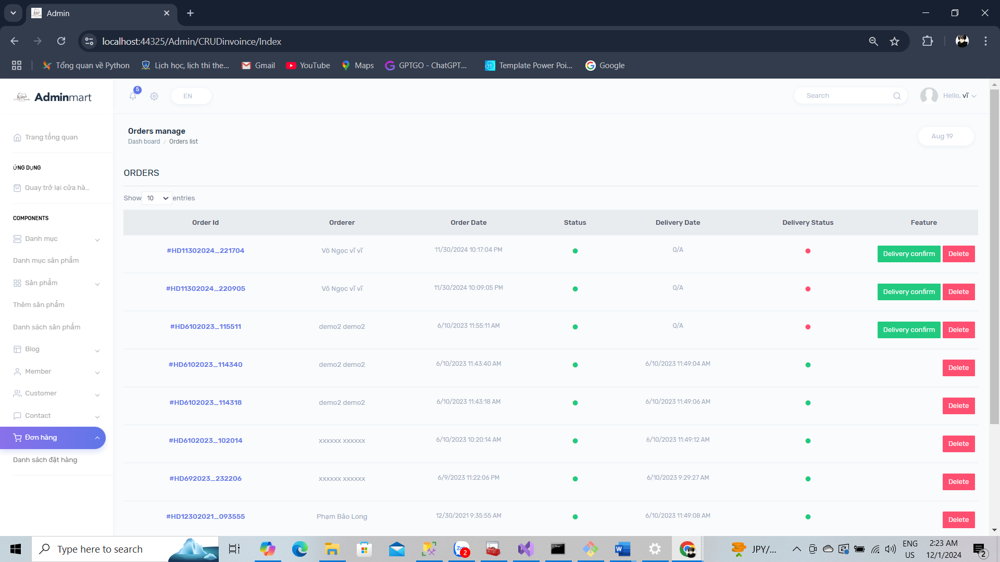 Admin
localhost:44325/Admin/CRUDinvoince/Index
Tổng quan về Python Lịch học, lịch thi the... Gmail YouTube Maps GPTGO - ChatGPT... Template Power Poi... Google
Adminmart
5
EN
Search
Hello, vĩ
Trang tổng quan
ỨNG DỤNG
Quay trở lại cửa hà...
COMPONENTS
Danh mục
Danh mục sản phẩm
Sản phẩm
Thêm sản phẩm
Danh sách sản phẩm
Blog
Member
Customer
Contact
Đơn hàng
Danh sách đặt hàng
Orders manage
Dash board / Orders list
Aug 19
ORDERS
Show 10 entries
Order Id Orderer Order Date Status Delivery Date Delivery Status Feature
#HD11302024_221704 Võ Ngọc vĩ vĩ 11/30/2024 10:17:04 PM Q/A Delivery confirm Delete
#HD11302024_220905 Võ Ngọc vĩ vĩ 11/30/2024 10:09:05 PM Q/A Delivery confirm Delete
#HD6102023_115511 demo2 demo2 6/10/2023 11:55:11 AM Q/A Delivery confirm Delete
#HD6102023_114340 demo2 demo2 6/10/2023 11:43:40 AM 6/10/2023 11:49:04 AM Delete
#HD6102023_114318 demo2 demo2 6/10/2023 11:43:18 AM 6/10/2023 11:49:06 AM Delete
#HD6102023_102014 xxxxxx xxxxxx 6/10/2023 10:20:14 AM 6/10/2023 11:49:12 AM Delete
#HD692023_232206 xxxxxx xxxxxx 6/9/2023 11:22:06 PM 6/10/2023 9:29:27 AM Delete
#HD12302021_093555 Phạm Bảo Long 12/30/2021 9:35:55 AM 6/10/2023 11:49:08 AM Delete
Type here to search
2
JPY/...
ENG
US
2:23 AM
12/1/2024
2